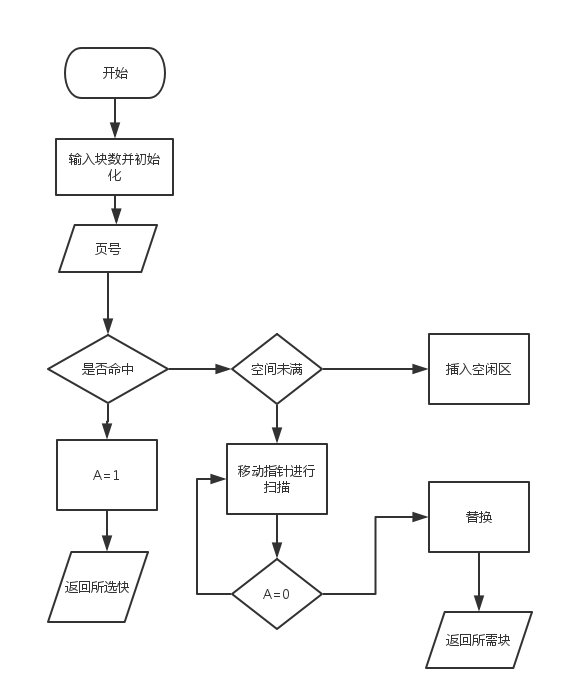 开始
输入块数并初始
化
页号
是否命中
空间未满
插入空闲区
A=1
移动指针进行
扫描
替换
返回所选快
A=0
返回所需块